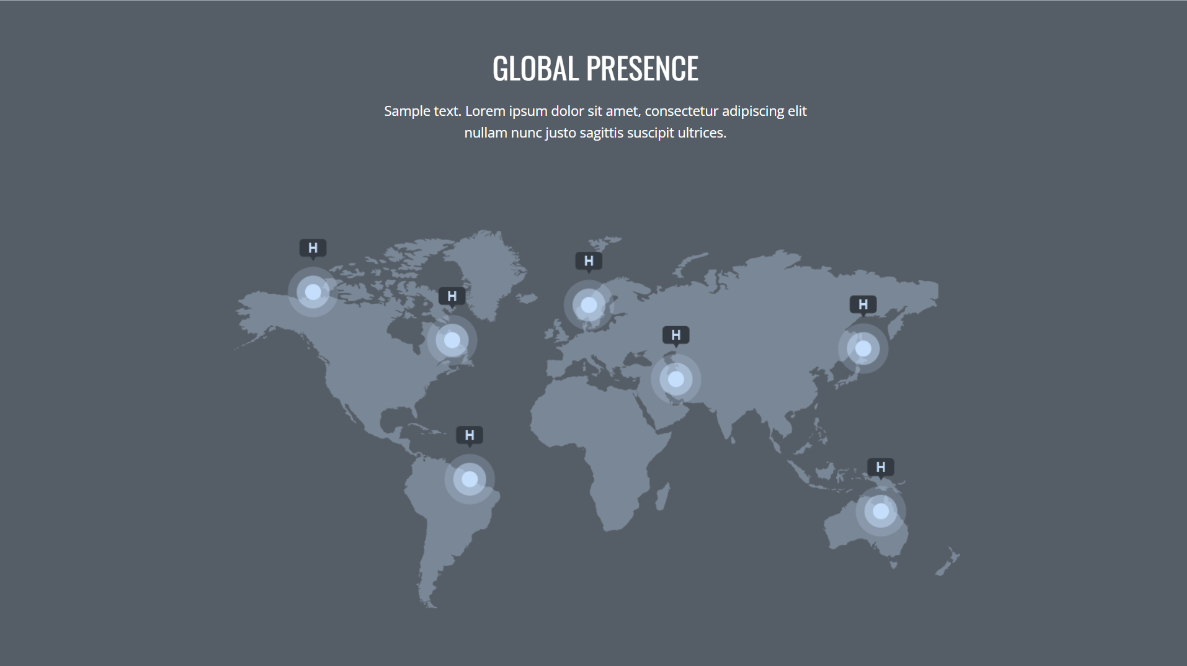 GLOBAL PRESENCE
Sample text. Lorem ipsum dolor sit amet, consectetur adipiscing elit
nullam nunc justo sagittis suscipit ultrices.
H
H
H
H
H
H
H